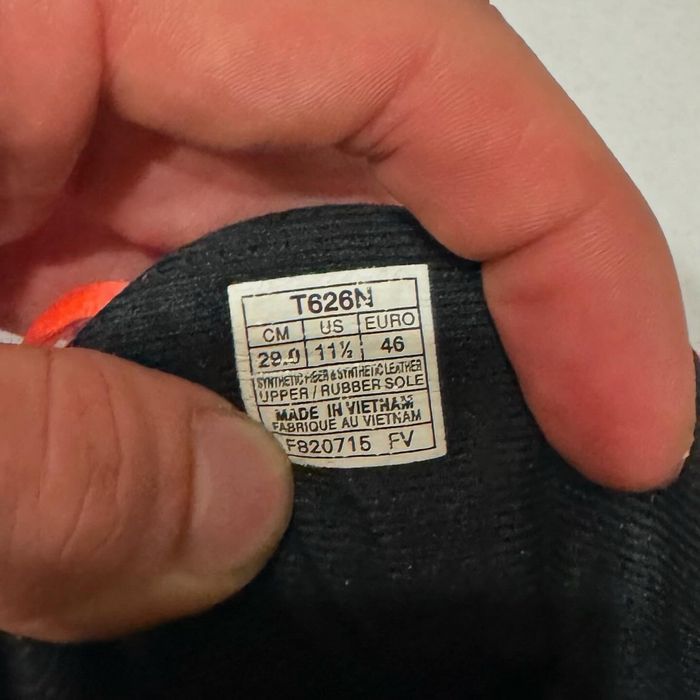 T626N
CM US EURO
29.0 11½ 46
SYNTHETIC FIBER & SYNTHETIC LEATHER
UPPER / RUBBER SOLE
MADE IN VIETNAM
FABRIQUE AU VIETNAM
F820715 FV